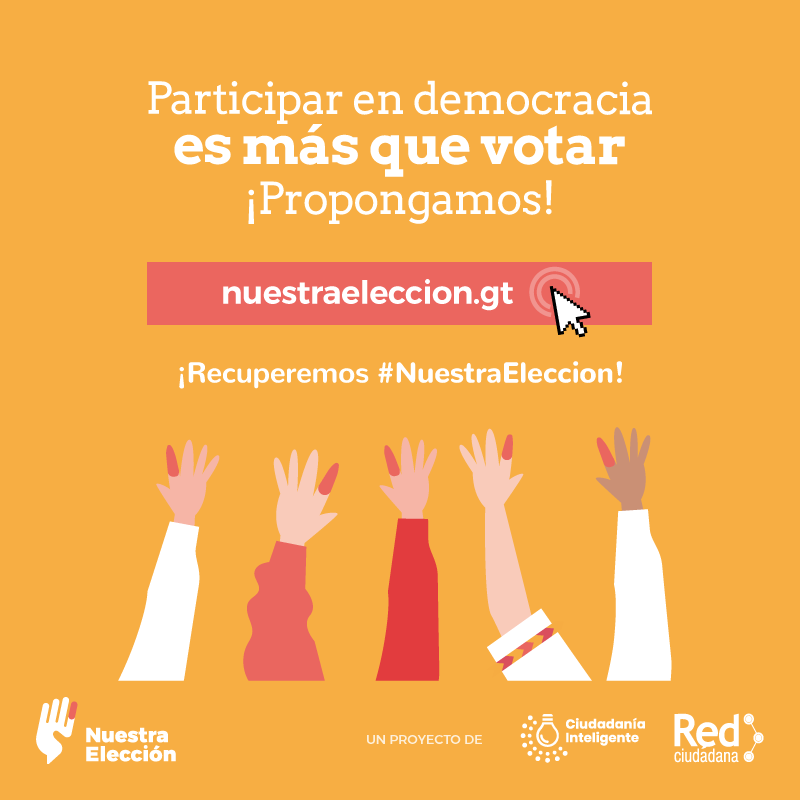 Participar en democracia
es más que votar
¡Propongamos!
nuestraeleccion.gt
¡Recuperemos #NuestraEleccion!
Nuestra
Elección
UN PROYECTO DE
Ciudadanía
Inteligente
Red
ciudadana